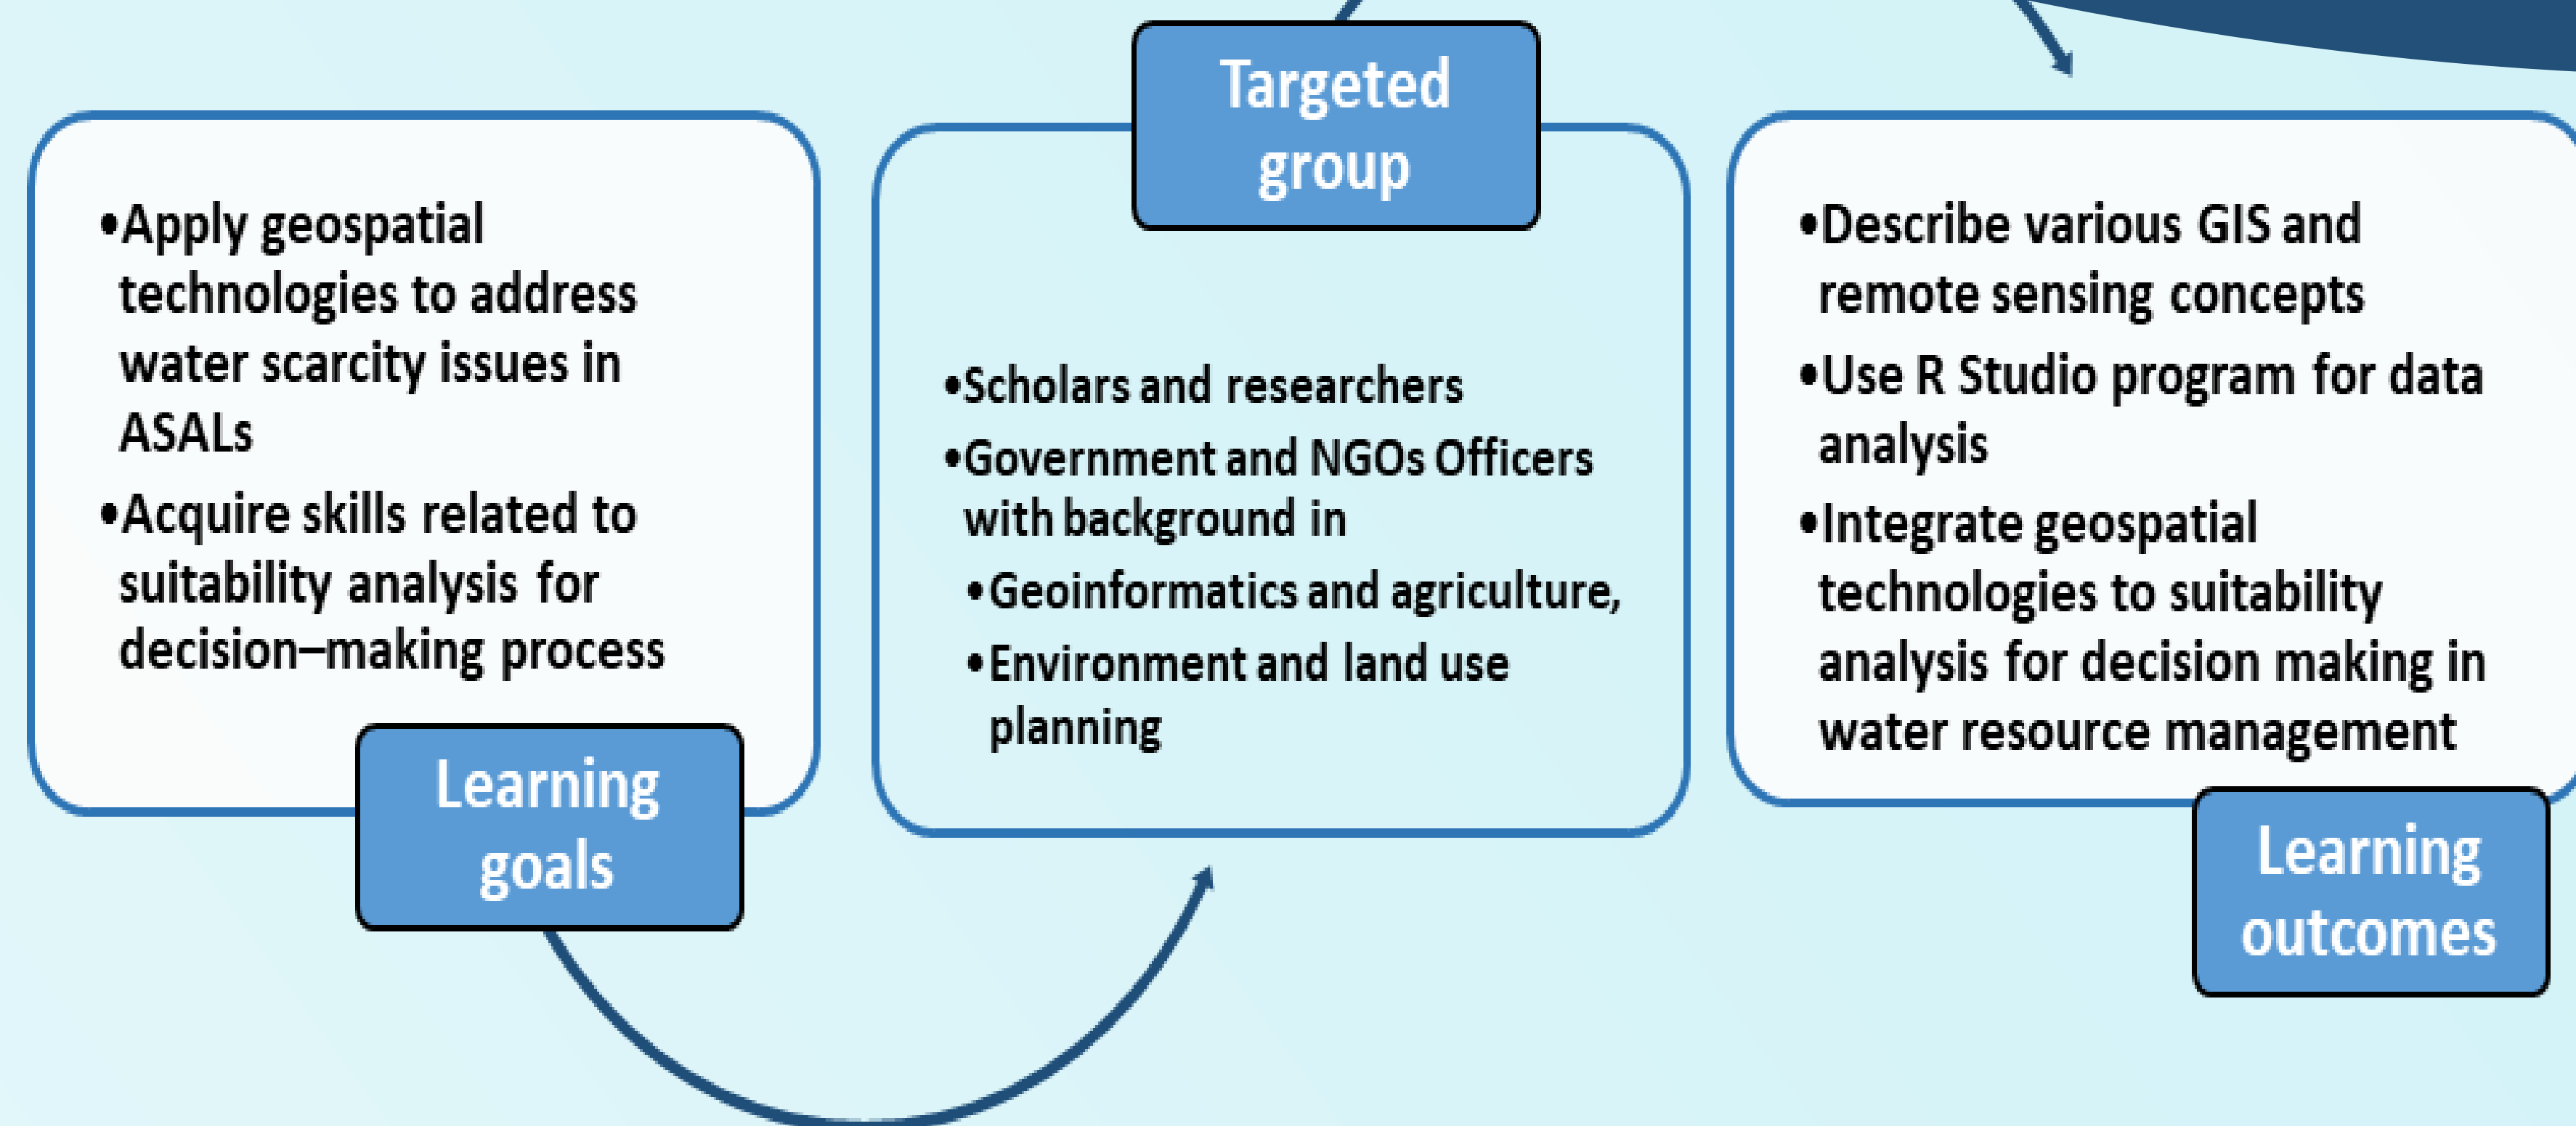 •Apply geospatial
technologies to address
water scarcity issues in
ASALs
•Acquire skills related to
suitability analysis for
decision–making process
Learning
goals
Targeted
group
•Scholars and researchers
•Government and NGOs Officers
with background in
•Geoinformatics and agriculture,
•Environment and land use
planning
•Describe various GIS and
remote sensing concepts
•Use R Studio program for data
analysis
•Integrate geospatial
technologies to suitability
analysis for decision making in
water resource management
Learning
outcomes